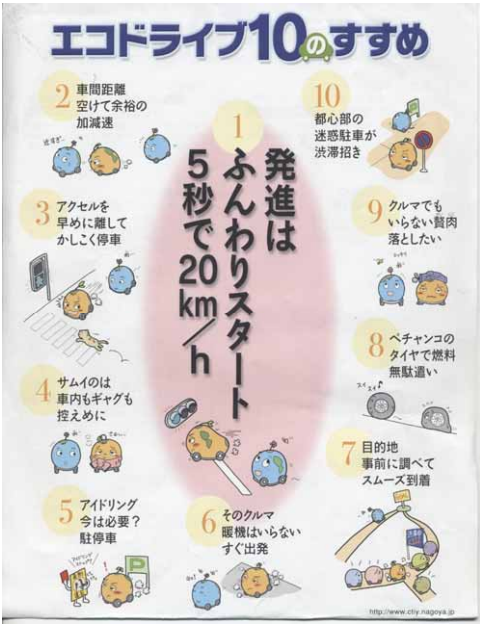 エコドライブ10のすすめ
1
発進は
ふんわりスタート
5秒で20km/h
2
車間距離
空けて余裕の
加減速
近すぎ
3
アクセルを
早めに離して
かしこく停車
4
サムイのは
車内もギャグも
控えめに
5
アイドリング
今は必要?
駐停車
P
6
そのクルマ
暖機はいらない
すぐ出発
7
目的地
事前に調べて
スムーズ到着
8
ペチャンコの
タイヤで燃料
無駄遣い
スイスイ
9
クルマでも
いらない贅肉
落としたい
10
都心部の
迷惑駐車が
渋滞招き
P